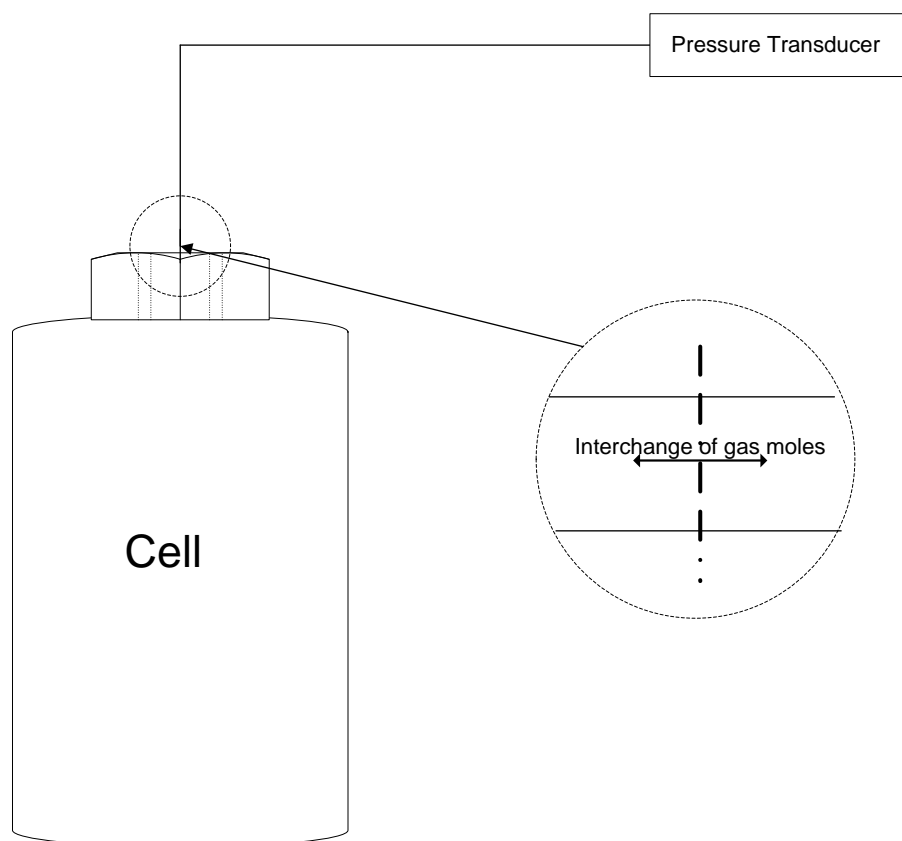 Pressure Transducer
Interchange of gas moles
Cell